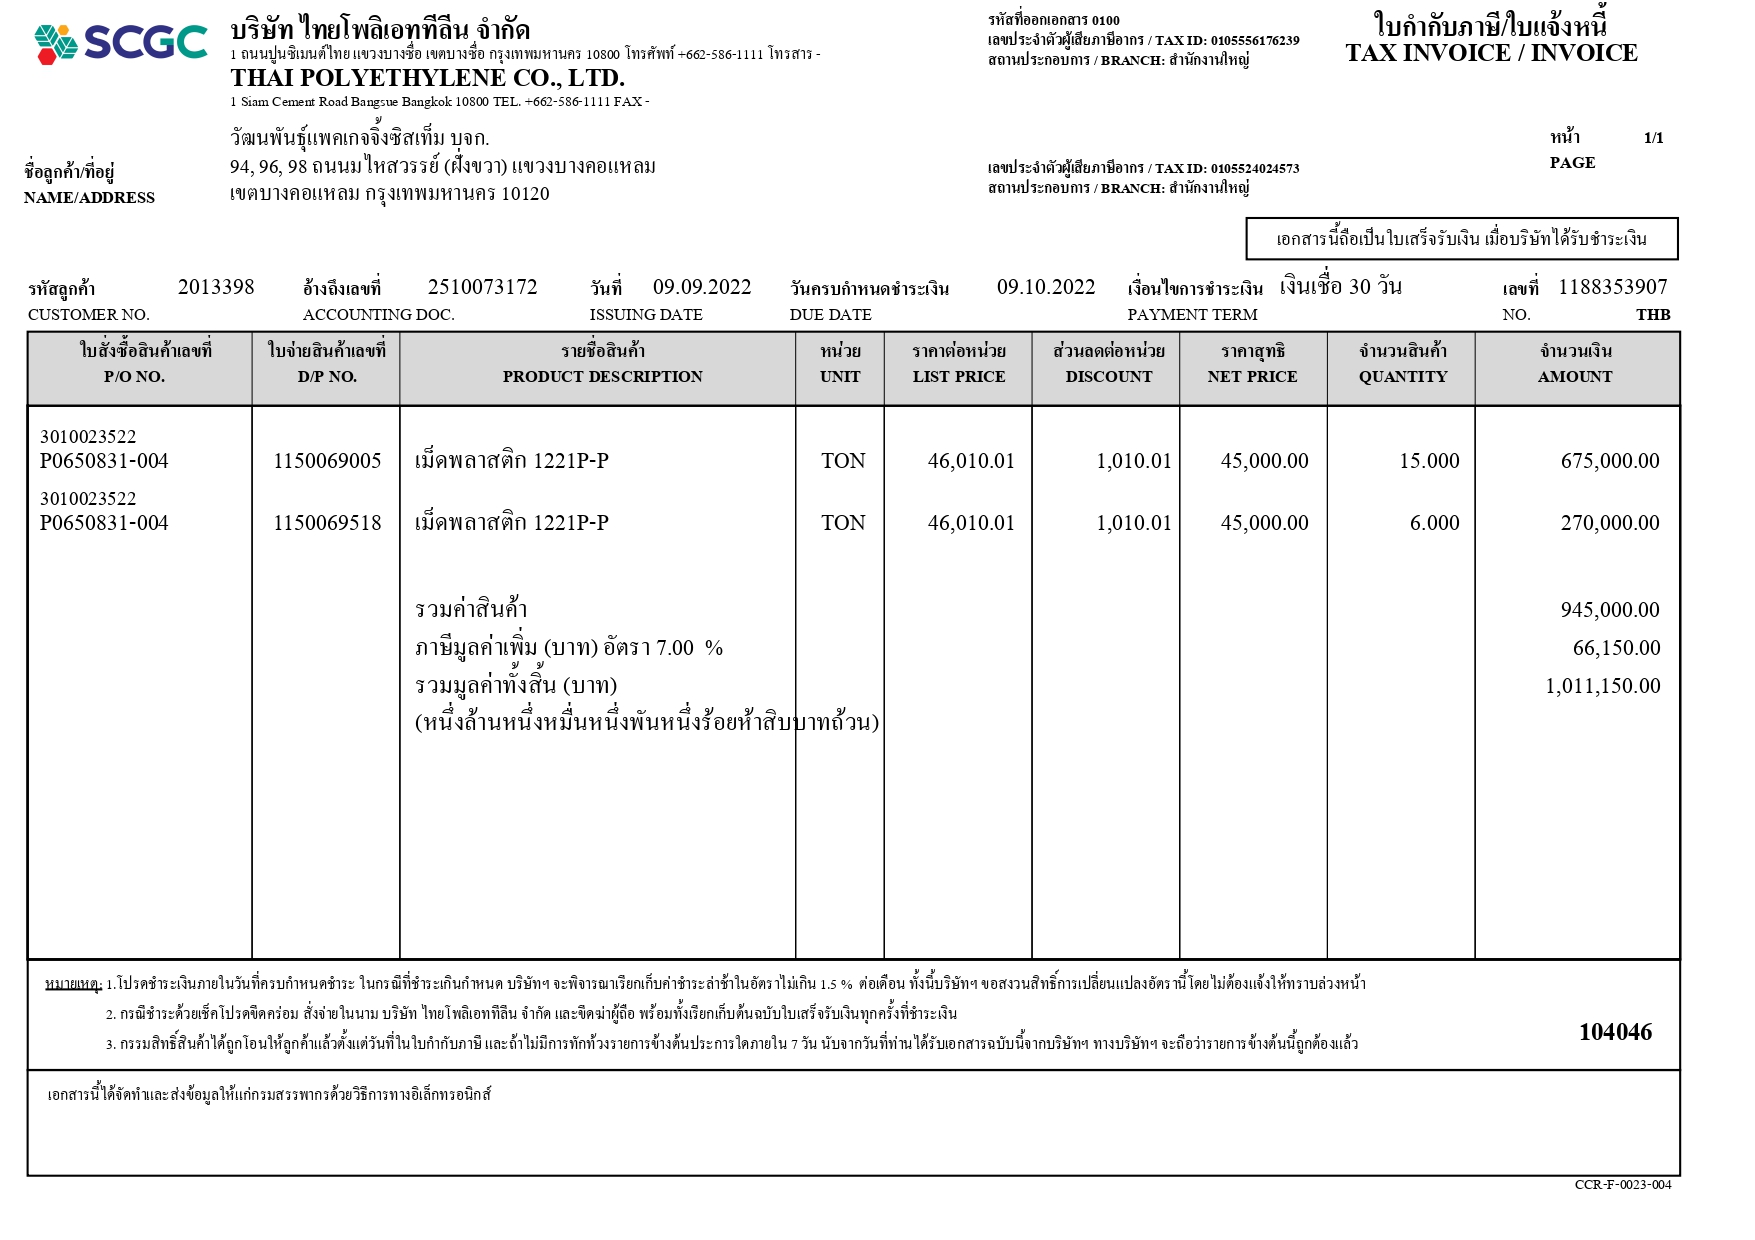 SCGC
บริษัท ไทยโพลิเอททีลีน จำกัด
1 ถนนปูนซิเมนต์ไทย แขวงบางซื่อ เขตบางซื่อ กรุงเทพมหานคร 10800 โทรศัพท์ +662-586-1111 โทรสาร -
THAI POLYETHYLENE CO., LTD.
1 Siam Cement Road Bangsue Bangkok 10800 TEL. +662-586-1111 FAX -
รหัสที่ออกเอกสาร 0100
เลขประจำตัวผู้เสียภาษีอากร / TAX ID: 0105556176239
สถานประกอบการ / BRANCH: สำนักงานใหญ่
ใบกำกับภาษี/ใบแจ้งหนี้
TAX INVOICE / INVOICE
หน้า 1/1
PAGE
ชื่อลูกค้า/ที่อยู่
NAME/ADDRESS
วัฒนพันธุ์แพคเกจจิ้งซิสเท็ม บจก.
94, 96, 98 ถนนมไหสวรรย์ (ฝั่งขวา) แขวงบางคอแหลม
เขตบางคอแหลม กรุงเทพมหานคร 10120
เลขประจำตัวผู้เสียภาษีอากร / TAX ID: 0105524024573
สถานประกอบการ / BRANCH: สำนักงานใหญ่
เอกสารนี้ถือเป็นใบเสร็จรับเงิน เมื่อบริษัทได้รับชำระเงิน
รหัสลูกค้า 2013398 อ้างถึงเลขที่ 2510073172 วันที่ 09.09.2022 วันครบกำหนดชำระเงิน 09.10.2022 เงื่อนไขการชำระเงิน เงินเชื่อ 30 วัน เลขที่ 1188353907
CUSTOMER NO. ACCOUNTING DOC. ISSUING DATE DUE DATE PAYMENT TERM NO. THB
ใบสั่งซื้อสินค้าเลขที่ ใบจ่ายสินค้าเลขที่ รายชื่อสินค้า หน่วย ราคาต่อหน่วย ส่วนลดต่อหน่วย ราคาสุทธิ จำนวนสินค้า จำนวนเงิน
P/O NO. D/P NO. PRODUCT DESCRIPTION UNIT LIST PRICE DISCOUNT NET PRICE QUANTITY AMOUNT
3010023522
P0650831-004 1150069005 เม็ดพลาสติก 1221P-P TON 46,010.01 1,010.01 45,000.00 15.000 675,000.00
3010023522
P0650831-004 1150069518 เม็ดพลาสติก 1221P-P TON 46,010.01 1,010.01 45,000.00 6.000 270,000.00
รวมค่าสินค้า 945,000.00
ภาษีมูลค่าเพิ่ม (บาท) อัตรา 7.00 % 66,150.00
รวมมูลค่าทั้งสิ้น (บาท) 1,011,150.00
(หนึ่งล้านหนึ่งหมื่นหนึ่งพันหนึ่งร้อยห้าสิบบาทถ้วน)
หมายเหตุ: 1.โปรดชำระเงินภายในวันที่ครบกำหนดชำระ ในกรณีที่ชำระเกินกำหนด บริษัทฯ จะพิจารณาเรียกเก็บค่าชำระล่าช้าในอัตราไม่เกิน 1.5 % ต่อเดือน ทั้งนี้บริษัทฯ ขอสงวนสิทธิ์การเปลี่ยนแปลงอัตรานี้โดยไม่ต้องแจ้งให้ทราบล่วงหน้า
2. กรณีชำระด้วยเช็คโปรดขีดคร่อม สั่งจ่ายในนาม บริษัท ไทยโพลิเอททีลีน จำกัด และขีดฆ่าผู้ถือ พร้อมทั้งเรียกเก็บต้นฉบับใบเสร็จรับเงินทุกครั้งที่ชำระเงิน
3. กรรมสิทธิ์สินค้าได้ถูกโอนให้ลูกค้าแล้วตั้งแต่วันที่ในใบกำกับภาษี และถ้าไม่มีการทักท้วงรายการข้างต้นประการใดภายใน 7 วัน นับจากวันที่ท่านได้รับเอกสารฉบับนี้จากบริษัทฯ ทางบริษัทฯ จะถือว่ารายการข้างต้นนี้ถูกต้องแล้ว
104046
เอกสารนี้ได้จัดทำและส่งข้อมูลให้แก่กรมสรรพากรด้วยวิธีการทางอิเล็กทรอนิกส์
CCR-F-0023-004